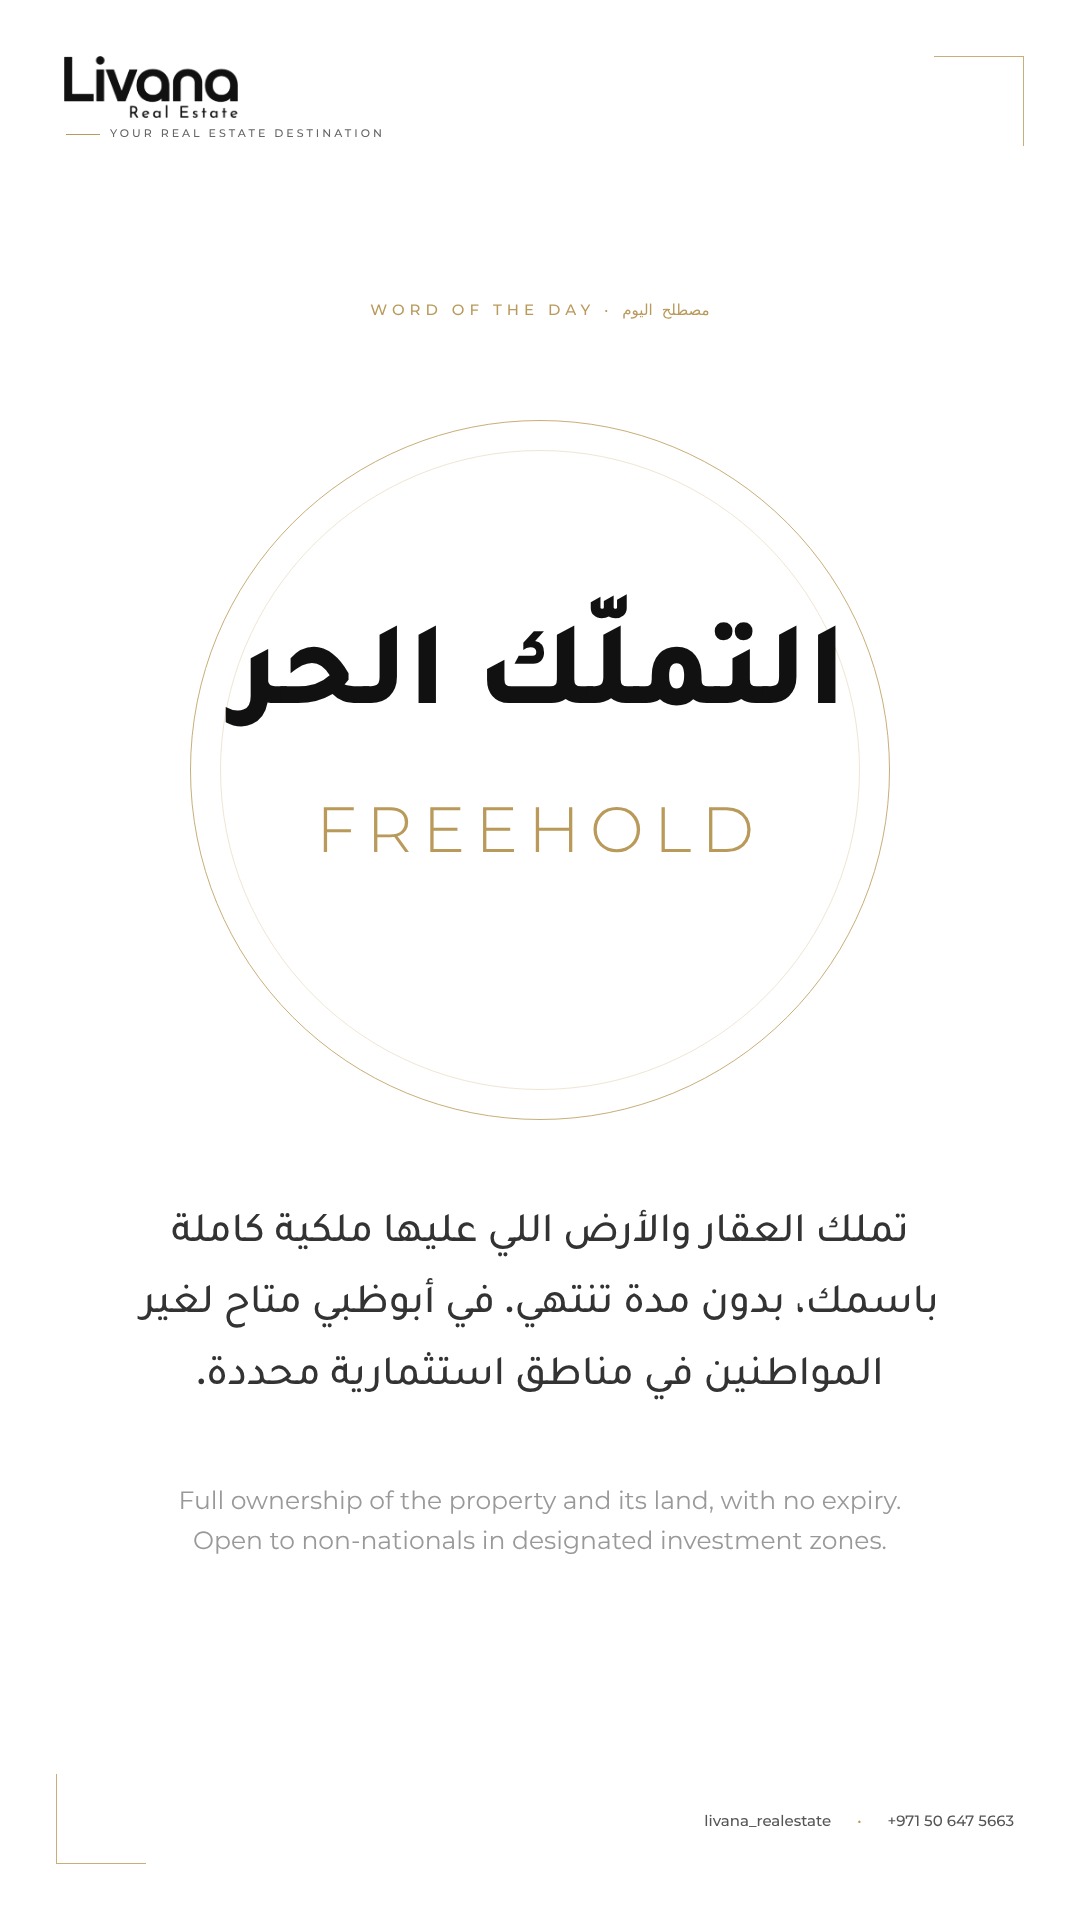 Livana
Real Estate
YOUR REAL ESTATE DESTINATION
WORD OF THE DAY · مصطلح اليوم
التملّك الحر
FREEHOLD
تملك العقار والأرض اللي عليها ملكية كاملة
باسمك، بدون مدة تنتهي. في أبوظبي متاح لغير
المواطنين في مناطق استثمارية محددة.
Full ownership of the property and its land, with no expiry.
Open to non-nationals in designated investment zones.
livana_realestate · +971 50 647 5663